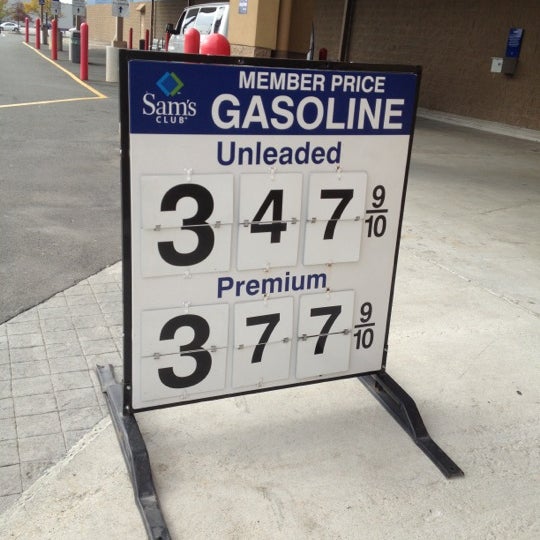 Sam's
CLUB
MEMBER PRICE
GASOLINE
Unleaded
3 4 7 9/10
Premium
3 7 7 9/10